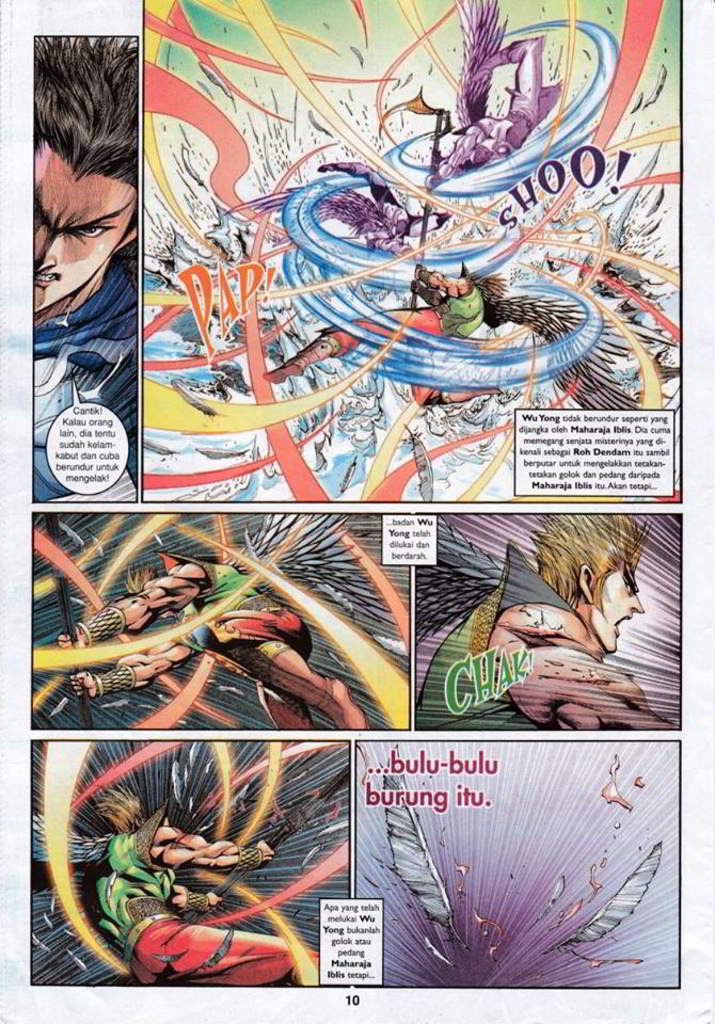 Cantik!
Kalau orang
lain, dia tentu
sudah kelam-
kabut dan cuba
berundur untuk
mengelak!
PAP!
SHOO!
Wu Yong tidak berundur seperti yang
dijangka oleh Maharaja Iblis. Dia cuma
memegang senjata misterinya yang di-
kenali sebagai Roh Dendam itu sambil
berputar untuk mengelakkan tetakan-
tetakan golok dan pedang daripada
Maharaja Iblis itu. Akan tetapi...
...badan Wu
Yong telah
dilukai dan
berdarah.
CHAK!
Apa yang telah
melukai Wu
Yong bukanlah
golok atau
pedang
Maharaja
Iblis tetapi...
...bulu-bulu
burung itu.
10